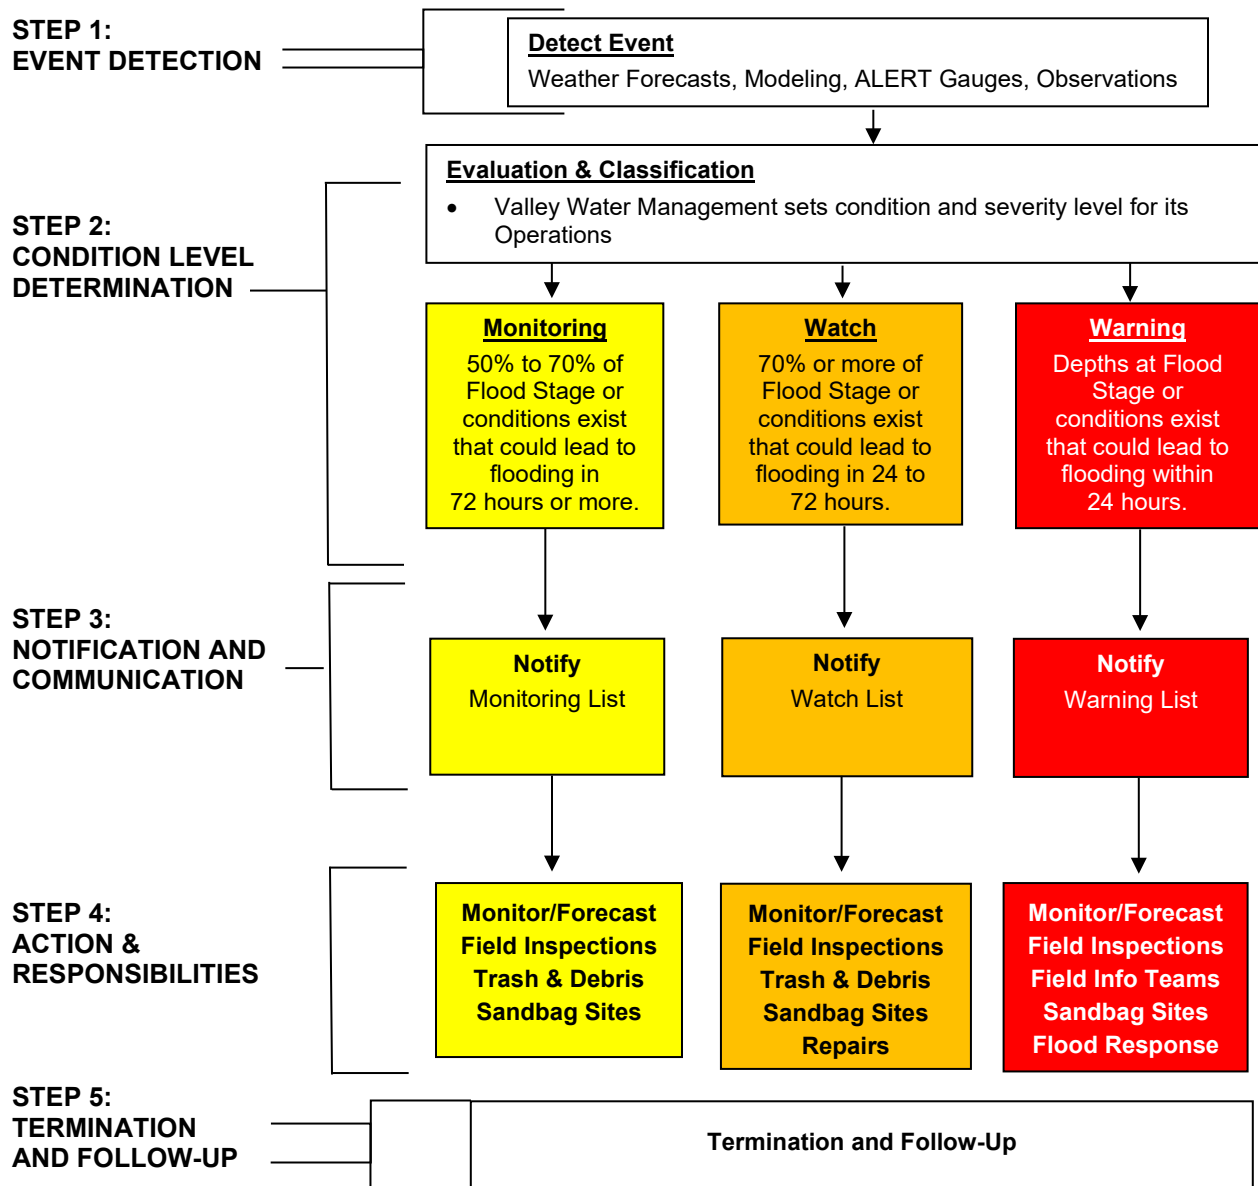 STEP 1:
EVENT DETECTION
Detect Event
Weather Forecasts, Modeling, ALERT Gauges, Observations
STEP 2:
CONDITION LEVEL
DETERMINATION
Evaluation & Classification
• Valley Water Management sets condition and severity level for its
Operations
Monitoring
50% to 70% of
Flood Stage or
conditions exist
that could lead to
flooding in
72 hours or more.
Watch
70% or more of
Flood Stage or
conditions exist
that could lead to
flooding in 24 to
72 hours.
Warning
Depths at Flood
Stage or
conditions exist
that could lead to
flooding within
24 hours.
STEP 3:
NOTIFICATION AND
COMMUNICATION
Notify
Monitoring List
Notify
Watch List
Notify
Warning List
STEP 4:
ACTION &
RESPONSIBILITIES
Monitor/Forecast
Field Inspections
Trash & Debris
Sandbag Sites
Monitor/Forecast
Field Inspections
Trash & Debris
Sandbag Sites
Repairs
Monitor/Forecast
Field Inspections
Field Info Teams
Sandbag Sites
Flood Response
STEP 5:
TERMINATION
AND FOLLOW-UP
Termination and Follow-Up